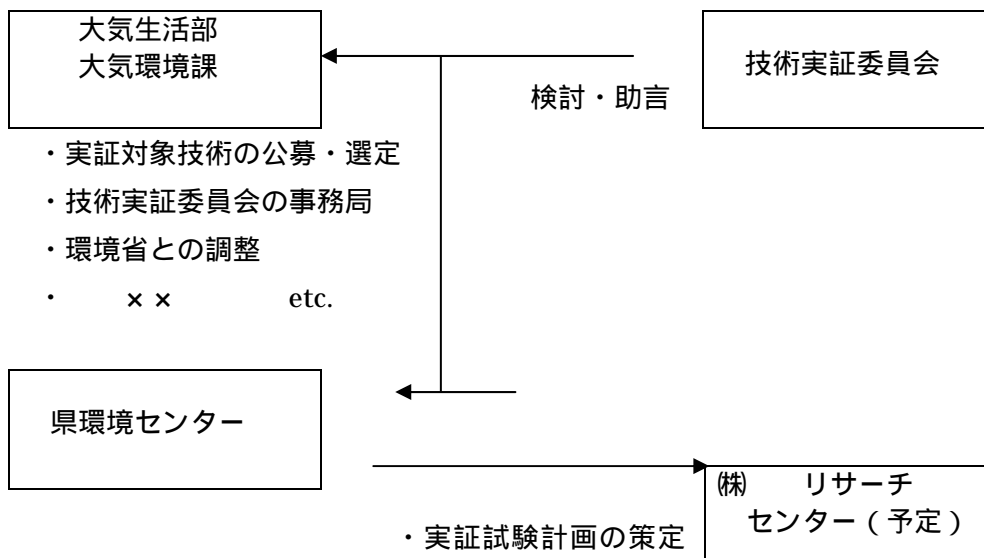 大気生活部
大気環境課
技術実証委員会
検討・助言
・実証対象技術の公募・選定
・技術実証委員会の事務局
・環境省との調整
・ ×× etc.
県環境センター
㈱ リサーチ
センター(予定)
・実証試験計画の策定